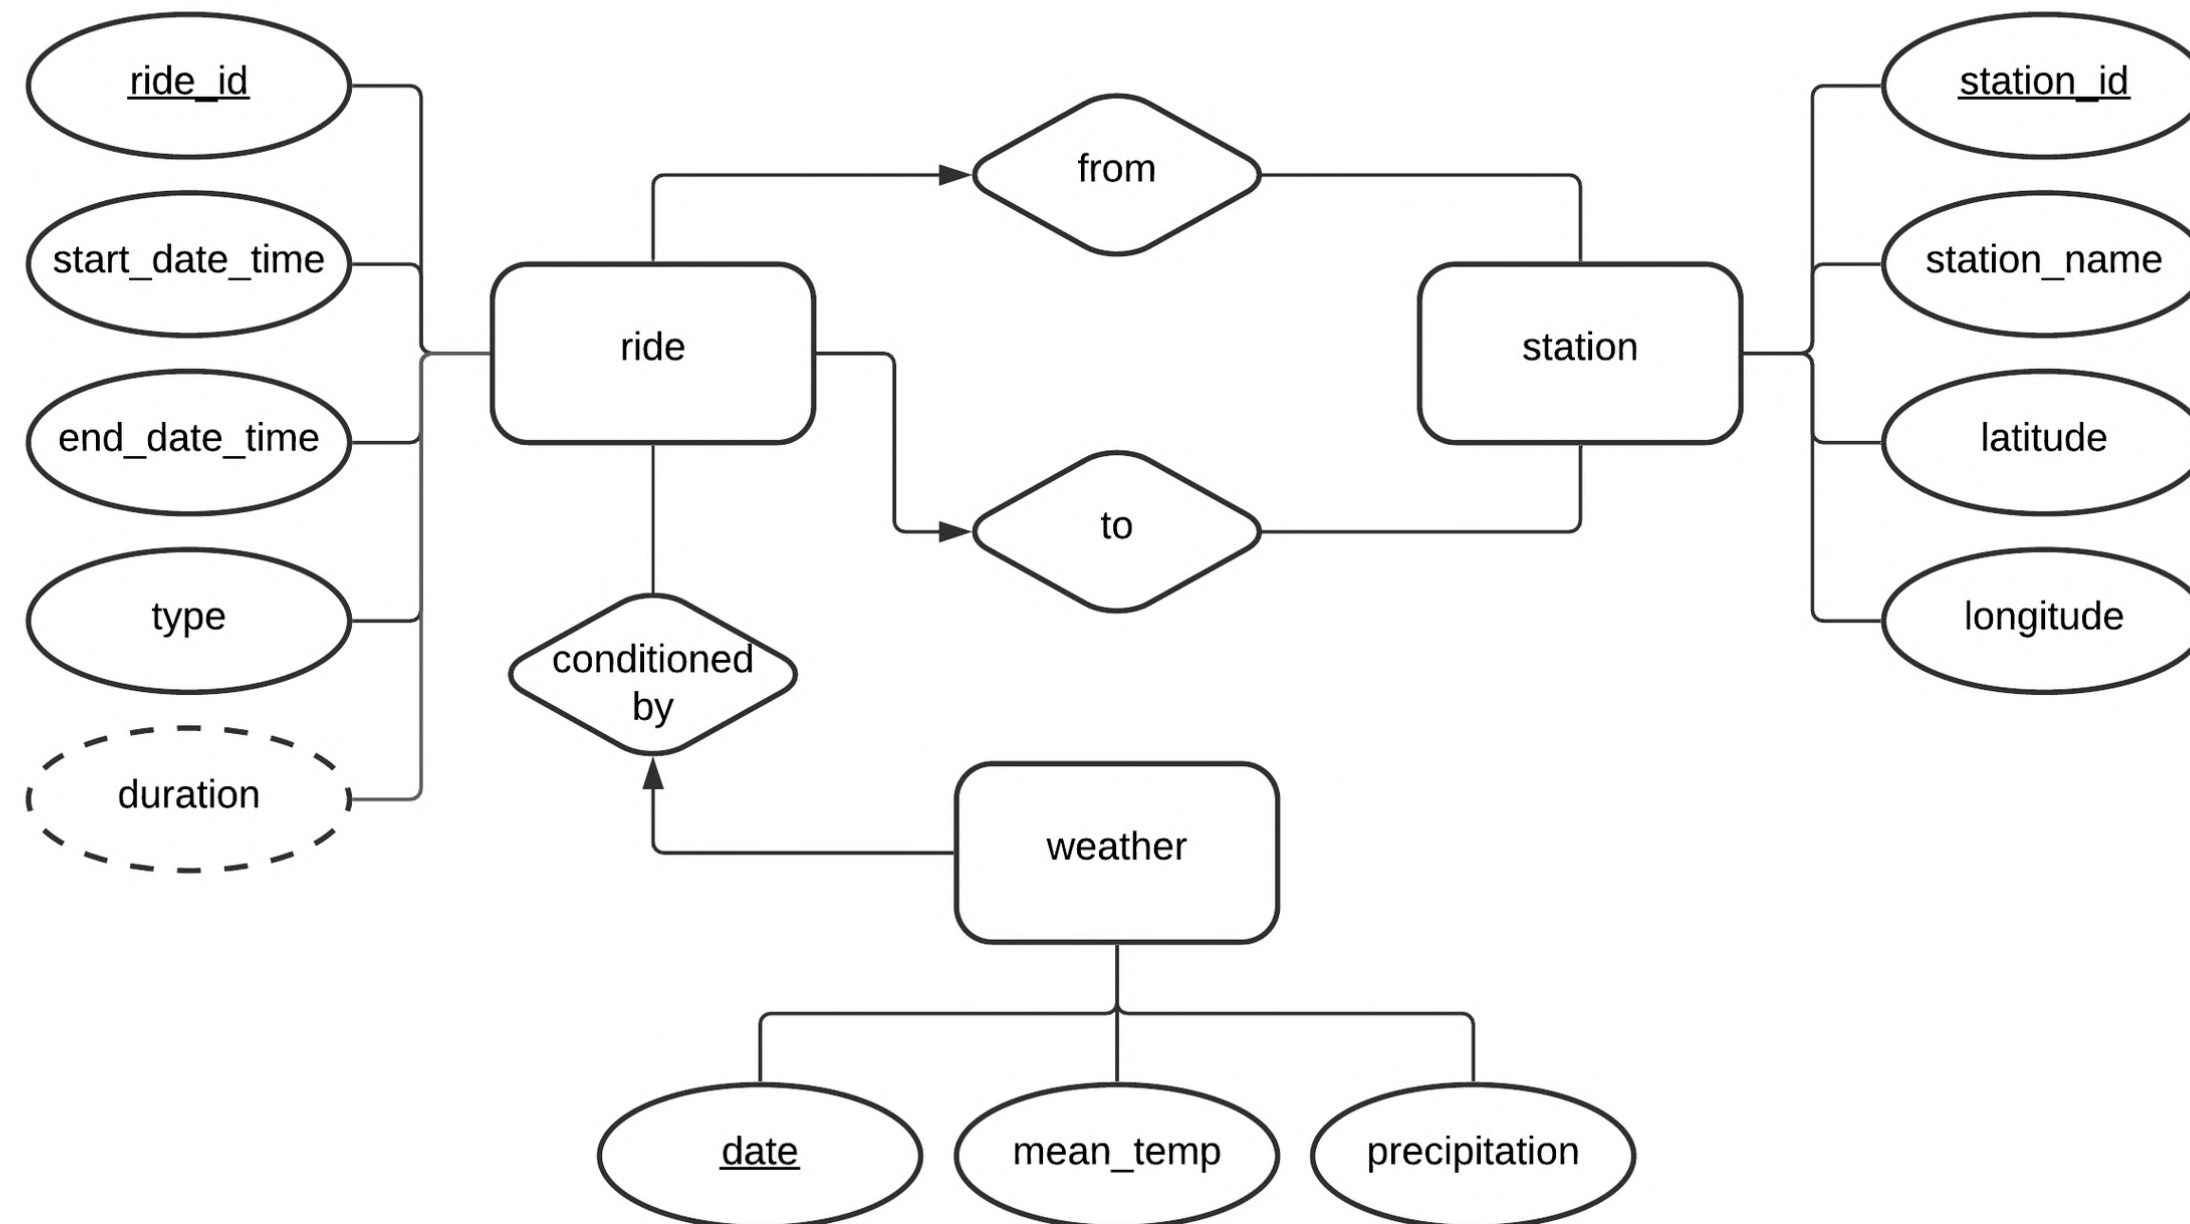 ride_id
start_date_time
end_date_time
type
duration
ride
from
to
conditioned
by
station
station_id
station_name
latitude
longitude
weather
date
mean_temp
precipitation